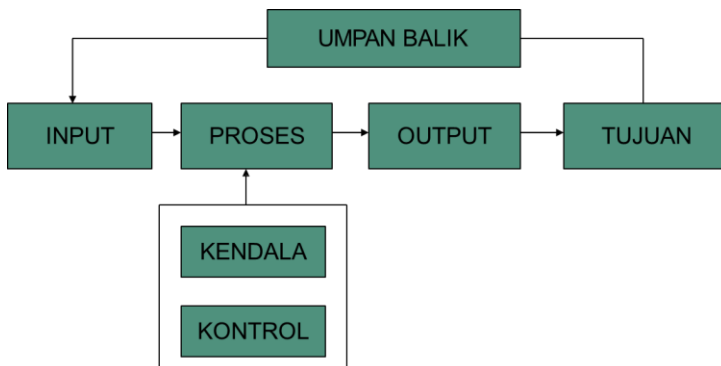 UMPAN BALIK
INPUT
PROSES
OUTPUT
TUJUAN
KENDALA
KONTROL